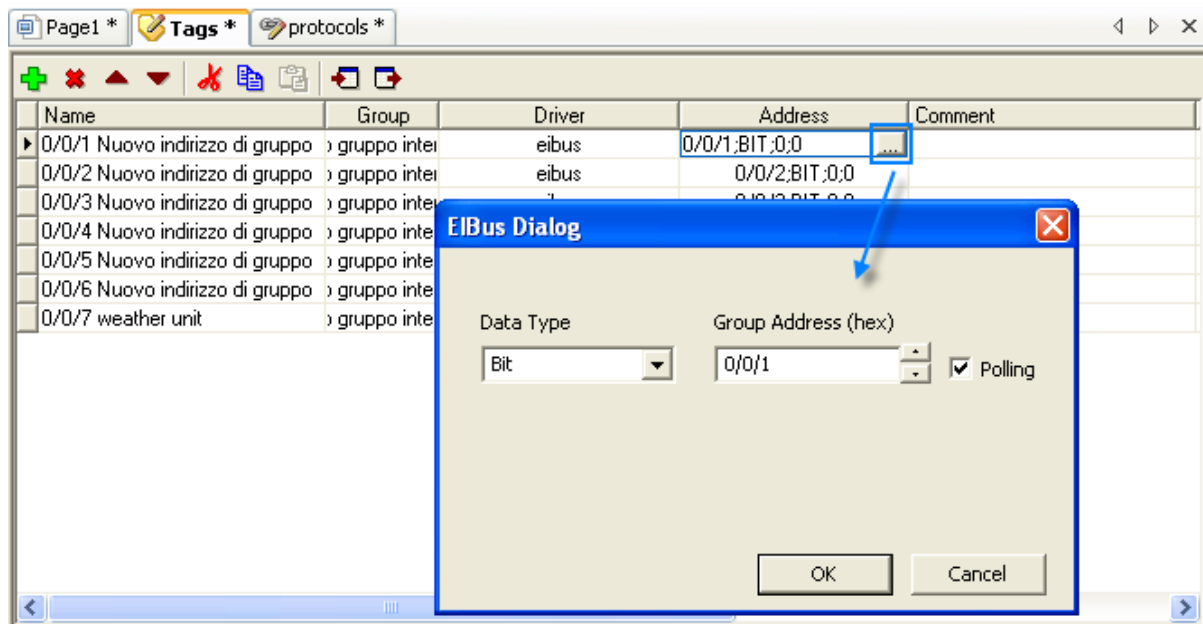 Page1 * Tags * protocols *
Name Group Driver Address Comment
0/0/1 Nuovo indirizzo di gruppo gruppo inter eibus 0/0/1;BIT;0;0 ...
0/0/2 Nuovo indirizzo di gruppo gruppo inter eibus 0/0/2;BIT;0;0
0/0/3 Nuovo indirizzo di gruppo gruppo inter
0/0/4 Nuovo indirizzo di gruppo gruppo inte
0/0/5 Nuovo indirizzo di gruppo gruppo inte
0/0/6 Nuovo indirizzo di gruppo gruppo inte
0/0/7 weather unit gruppo inte
EIBus Dialog
Data Type Group Address (hex)
Bit 0/0/1 Polling
OK Cancel